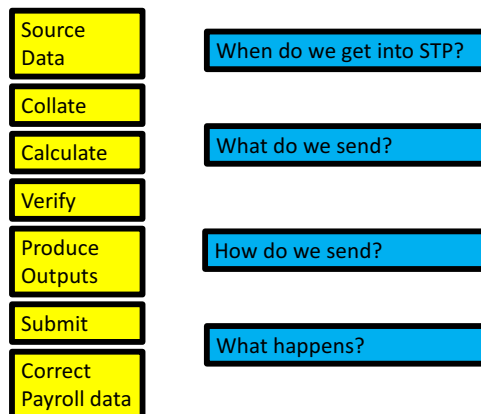 Source
Data
Collate
Calculate
Verify
Produce
Outputs
Submit
Correct
Payroll data
When do we get into STP?
What do we send?
How do we send?
What happens?